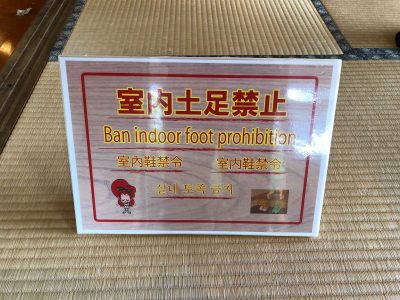 室内土足禁止
Ban indoor foot prohibition
室內鞋禁令 室内鞋禁令
실내 토족 금지